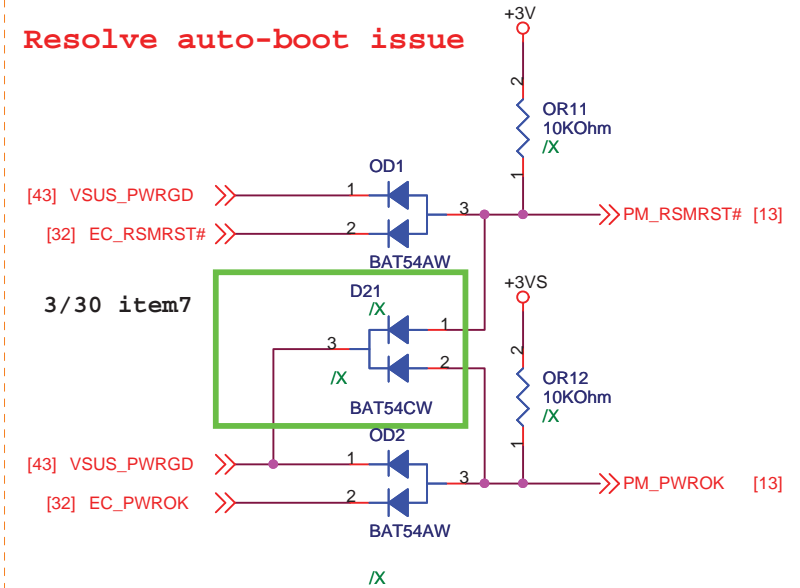 +3V
Resolve auto-boot issue
2
OR11
10KOhm
/X
1
OD1
[43] VSUS_PWRGD
1
3
PM_RSMRST# [13]
[32] EC_RSMRST#
2
BAT54AW
+3VS
3/30 item7
D21
/X
1
3
2
/X
2
OR12
10KOhm
/X
1
BAT54CW
OD2
[43] VSUS_PWRGD
1
3
PM_PWROK [13]
[32] EC_PWROK
2
BAT54AW
/X